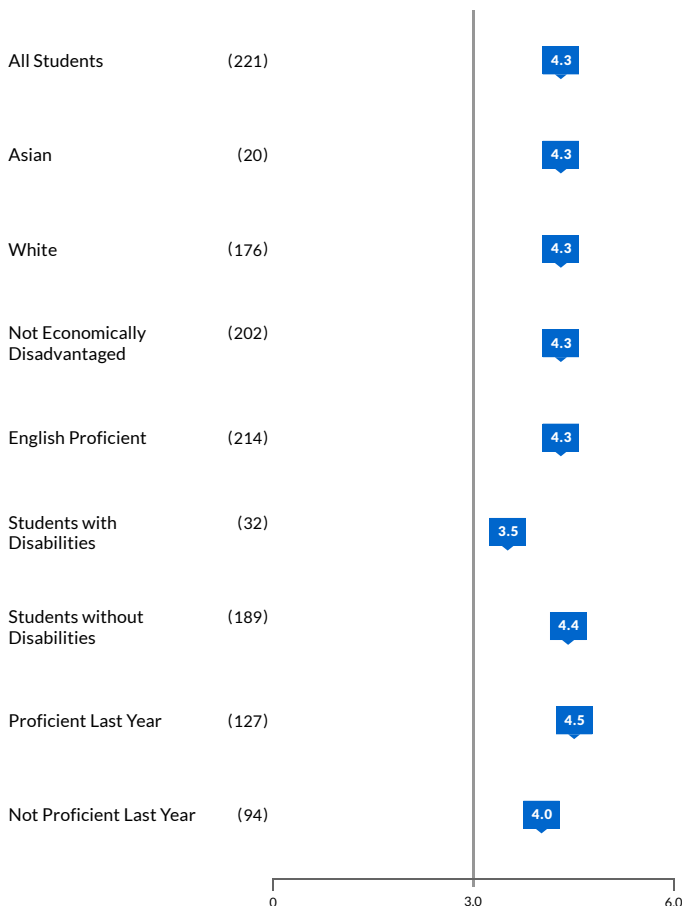 All Students (221) 4.3
Asian (20) 4.3
White (176) 4.3
Not Economically (202) 4.3
Disadvantaged
English Proficient (214) 4.3
Students with (32) 3.5
Disabilities
Students without (189) 4.4
Disabilities
Proficient Last Year (127) 4.5
Not Proficient Last Year (94) 4.0
0 3.0 6.0